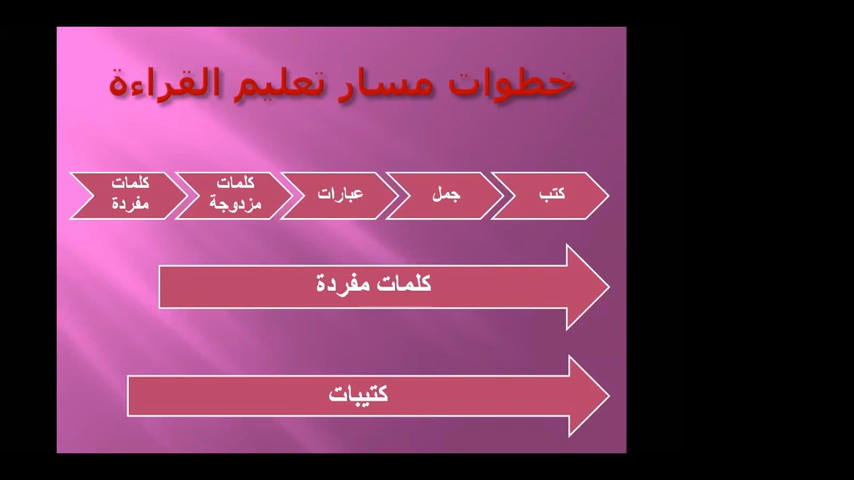 خطوات مسار تعليم القراءة
كلمات
مفردة
كلمات
مزدوجة
عبارات
جمل
كتب
كلمات مفردة
كتيبات